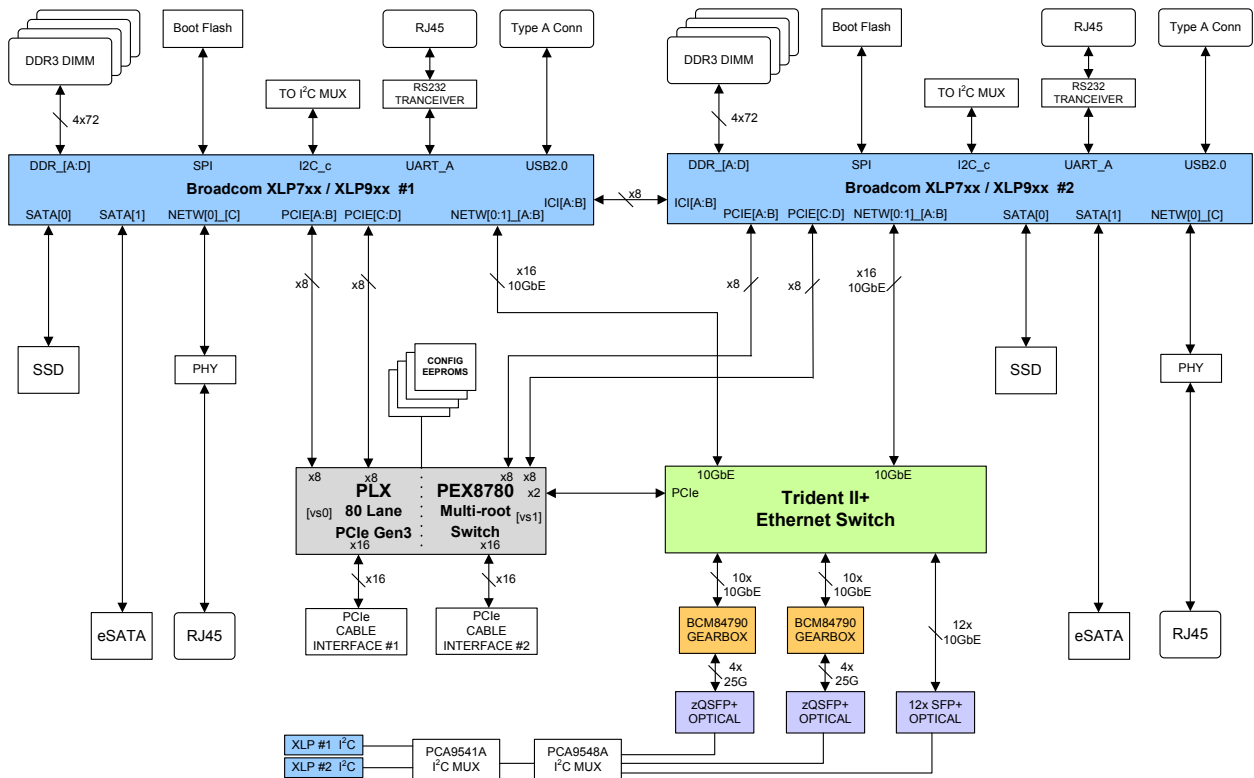 DDR3 DIMM
Boot Flash
RJ45
Type A Conn
DDR3 DIMM
Boot Flash
RJ45
Type A Conn
TO I²C MUX
RS232
TRANCEIVER
TO I²C MUX
RS232
TRANCEIVER
4x72
4x72
DDR_[A:D]
SPI
I2C_c
UART_A
USB2.0
Broadcom XLP7xx / XLP9xx #1
ICI[A:B]
SATA[0]
SATA[1]
NETW[0]_[C]
PCIE[A:B]
PCIE[C:D]
NETW[0:1]_[A:B]
x8
DDR_[A:D]
SPI
I2C_c
UART_A
USB2.0
Broadcom XLP7xx / XLP9xx #2
ICI[A:B]
PCIE[A:B]
PCIE[C:D]
NETW[0:1]_[A:B]
SATA[0]
SATA[1]
NETW[0]_[C]
x8
x8
x16
10GbE
x8
x8
x16
10GbE
SSD
PHY
CONFIG
EEPROMS
SSD
PHY
x8
x8
x8
x8
x2
PLX
80 Lane
PCIe Gen3
[vs0]
x16
PEX8780
Multi-root
Switch
[vs1]
x16
10GbE
10GbE
PCIe
Trident II+
Ethernet Switch
x16
x16
10x
10GbE
10x
10GbE
12x
10GbE
eSATA
RJ45
PCIe
CABLE
INTERFACE #1
PCIe
CABLE
INTERFACE #2
BCM84790
GEARBOX
BCM84790
GEARBOX
eSATA
RJ45
4x
25G
4x
25G
zQSFP+
OPTICAL
zQSFP+
OPTICAL
12x SFP+
OPTICAL
XLP #1 I²C
XLP #2 I²C
PCA9541A
I²C MUX
PCA9548A
I²C MUX